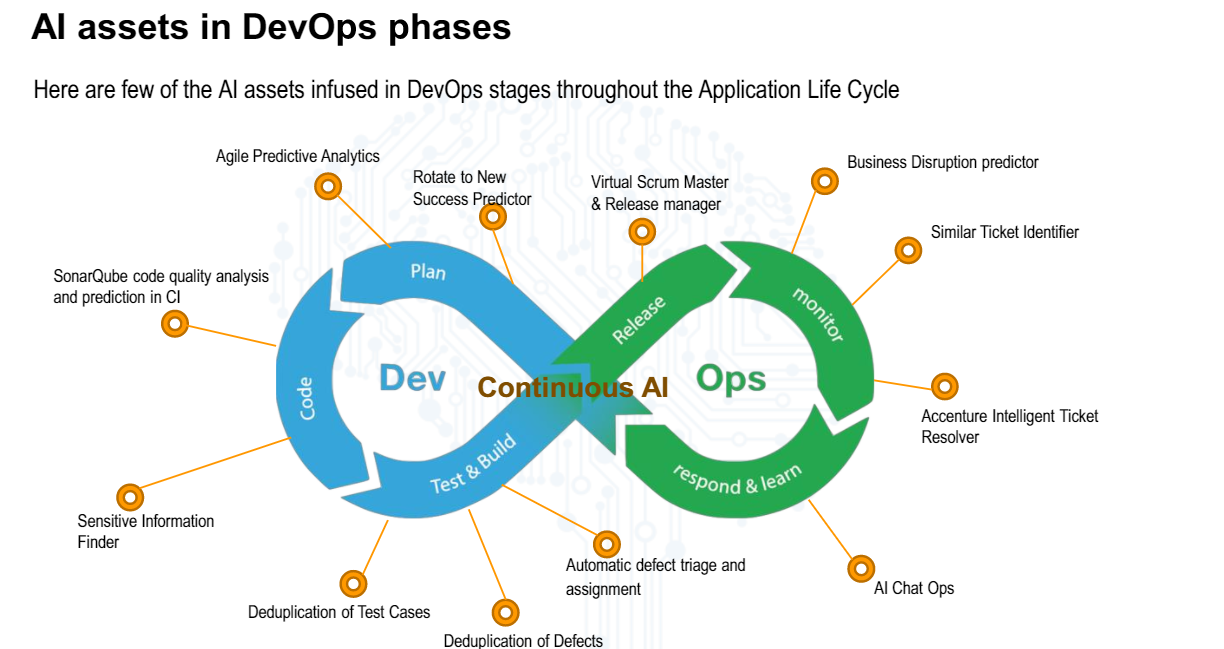 AI assets in DevOps phases
Here are few of the AI assets infused in DevOps stages throughout the Application Life Cycle
Agile Predictive Analytics
Rotate to New
Success Predictor
Virtual Scrum Master
& Release manager
Business Disruption predictor
Similar Ticket Identifier
SonarQube code quality analysis
and prediction in CI
Plan
Release
monitor
Code
Dev
Continuous AI
Ops
Accenture Intelligent Ticket
Resolver
Test & Build
respond & learn
Sensitive Information
Finder
Automatic defect triage and
assignment
AI Chat Ops
Deduplication of Test Cases
Deduplication of Defects